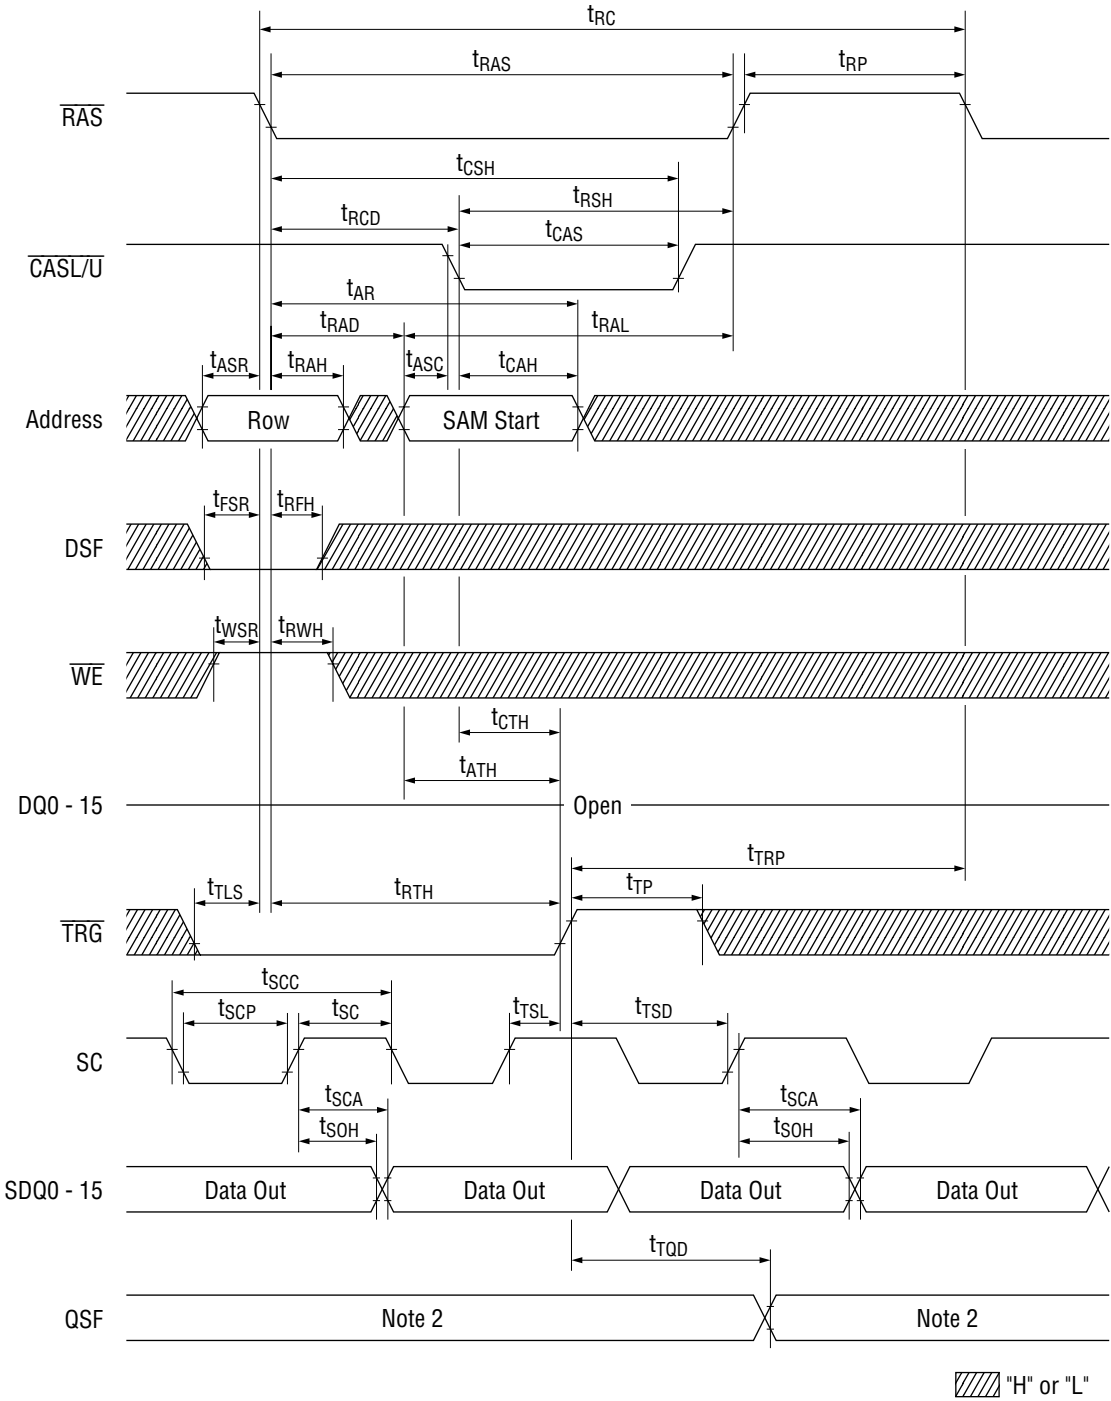 tRC
tRAS
tRP
RAS
tCSH
tRSH
tRCD
tCAS
CASL/U
tAR
tRAD
tRAL
tASR
tRAH
tASC
tCAH
Address
Row
SAM Start
tFSR
tRFH
DSF
tWSR
tRWH
WE
tCTH
tATH
DQ0 - 15
Open
tTRP
tTLS
tRTH
tTP
TRG
tSCC
tSCP
tSC
tTSL
tTSD
SC
tSCA
tSCA
tSOH
tSOH
SDQ0 - 15
Data Out
Data Out
Data Out
Data Out
tTQD
QSF
Note 2
Note 2
"H" or "L"